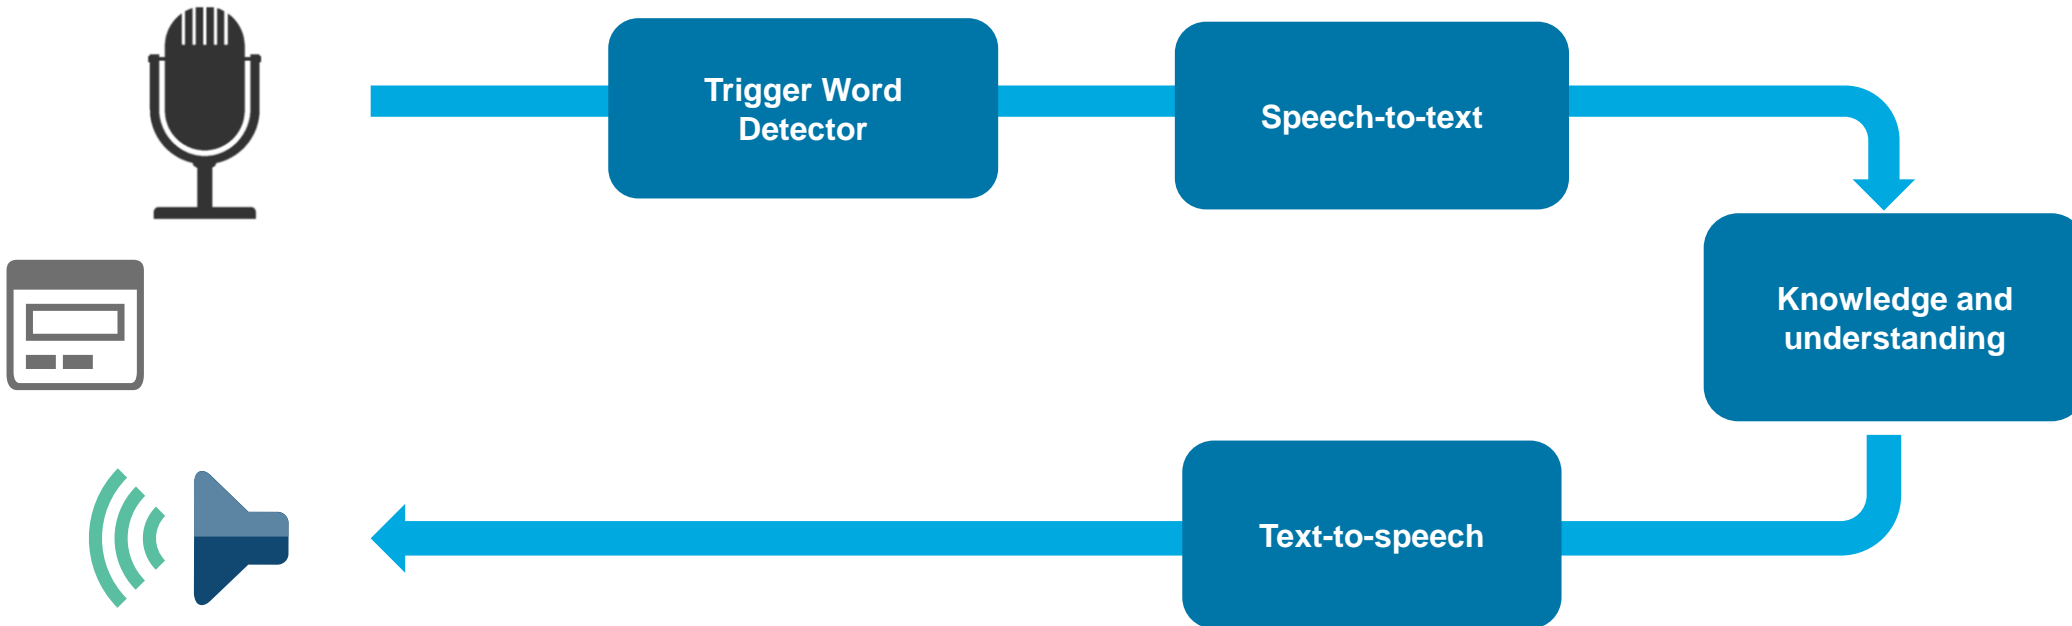 Trigger Word
Detector
Speech-to-text
Knowledge and
understanding
Text-to-speech